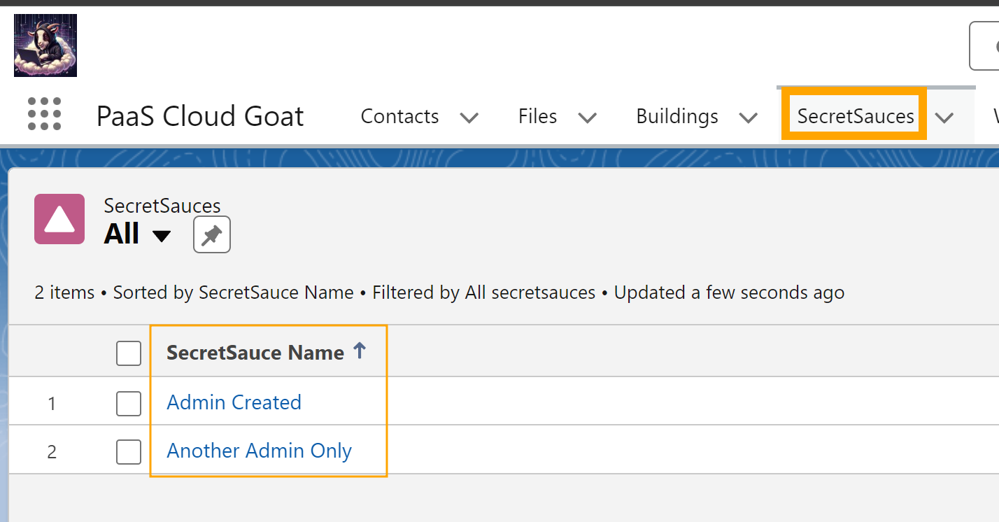 PaaS Cloud Goat Contacts Files Buildings SecretSauces
SecretSauces
All
2 items • Sorted by SecretSauce Name • Filtered by All secretsauces • Updated a few seconds ago
SecretSauce Name
1 Admin Created
2 Another Admin Only